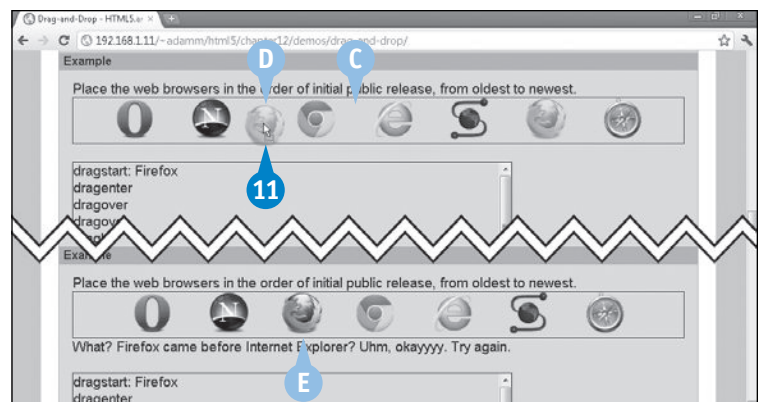 Drag-and-Drop - HTML5.a
192.168.1.11/~adamm/html5/chapter12/demos/drag-and-drop/
Example
D
C
Place the web browsers in the order of initial public release, from oldest to newest.
N
11
dragstart: Firefox
dragenter
dragover
Example
Place the web browsers in the order of initial public release, from oldest to newest.
N
What? Firefox came before Internet Explorer? Uhm, okayyyy. Try again.
E
dragstart: Firefox
dragenter